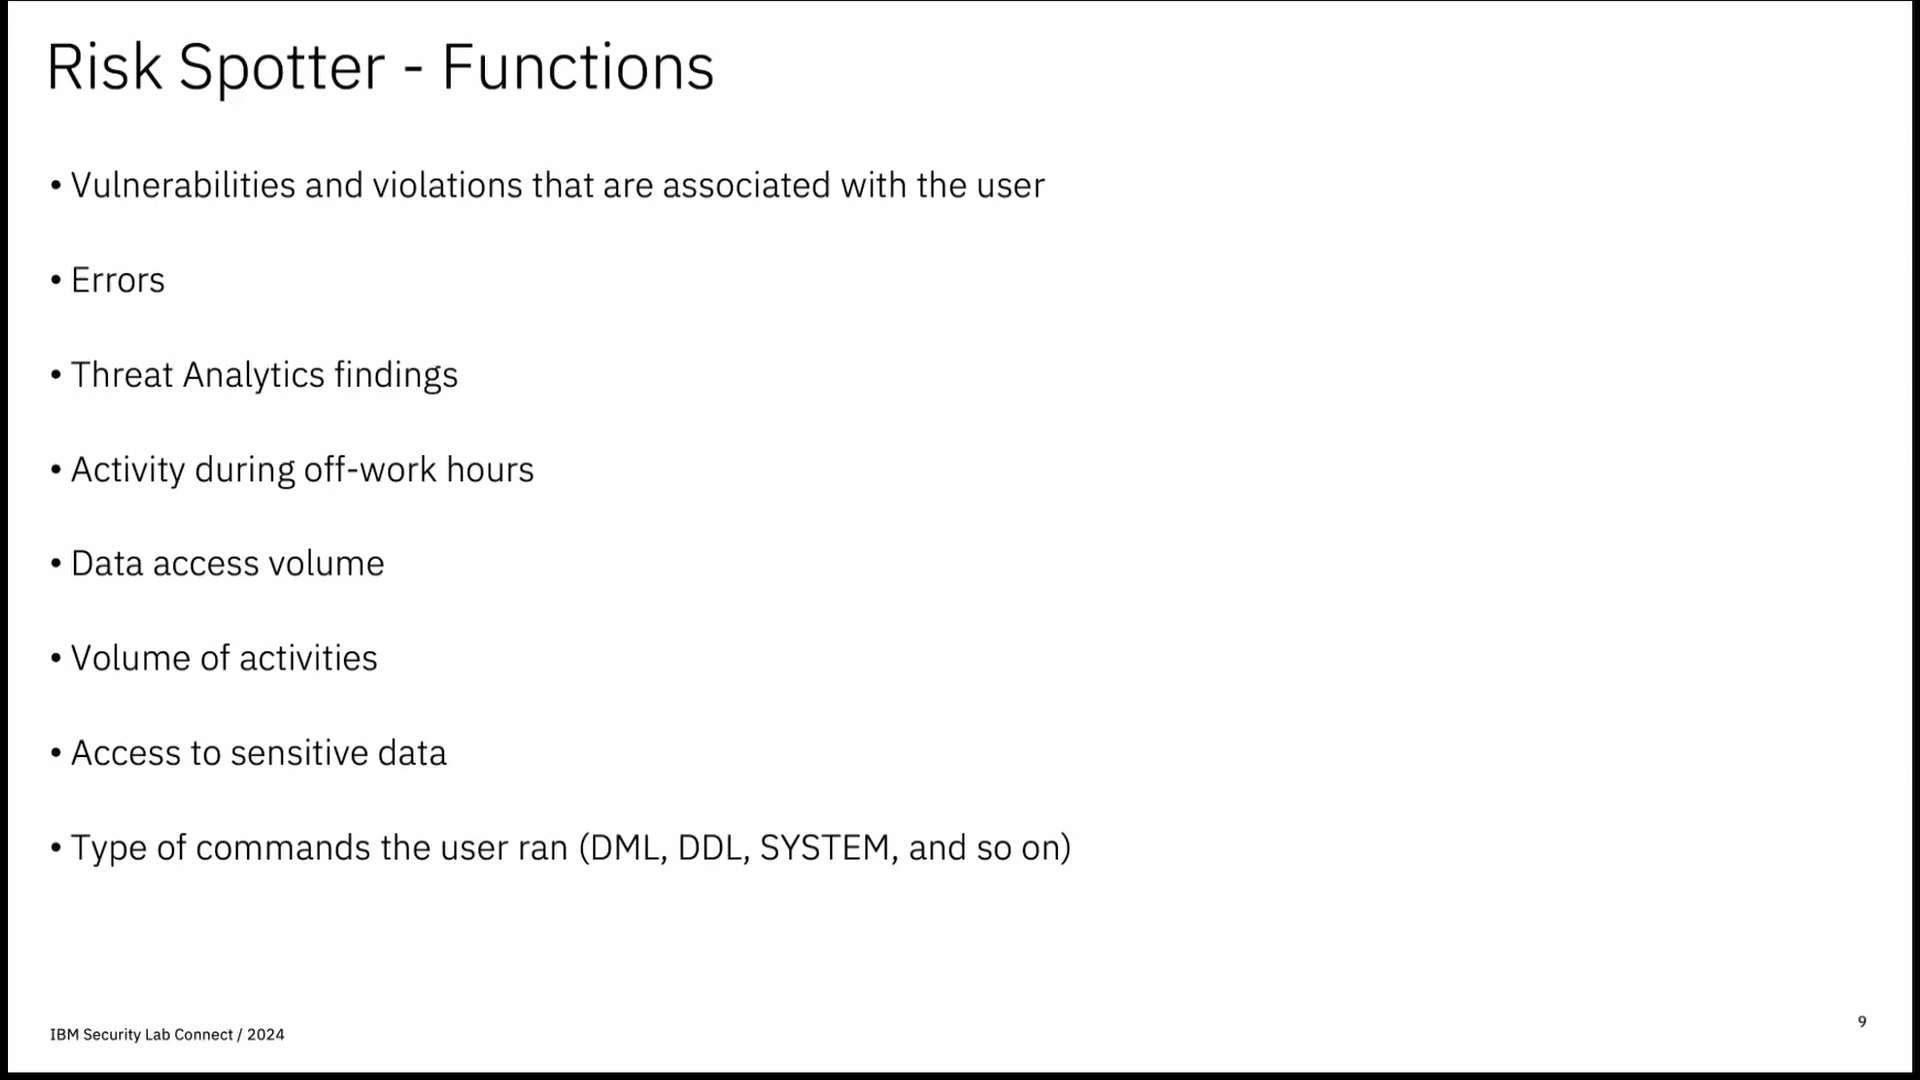 Risk Spotter - Functions
• Vulnerabilities and violations that are associated with the user
• Errors
• Threat Analytics findings
• Activity during off-work hours
• Data access volume
• Volume of activities
• Access to sensitive data
• Type of commands the user ran (DML, DDL, SYSTEM, and so on)
IBM Security Lab Connect / 2024
9